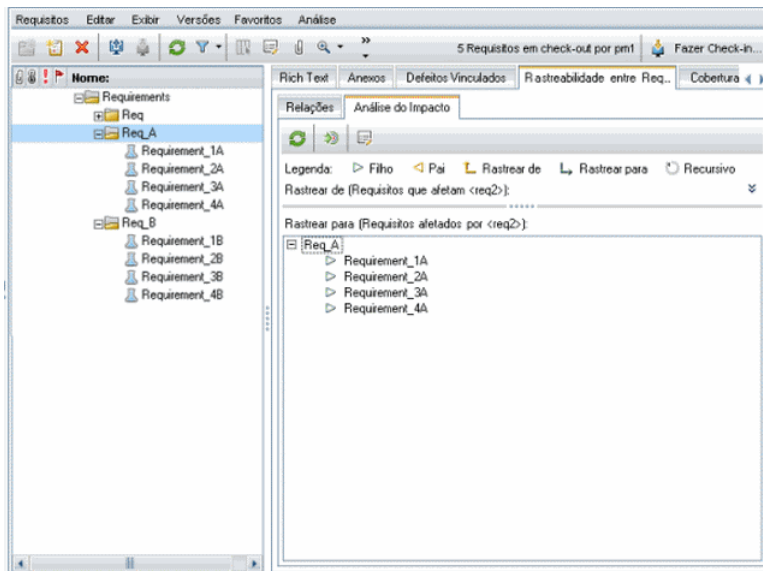 Requisitos Editar Exibir Versões Favoritos Análise
5 Requisitos em check-out por pm1 Fazer Check-in...
Nome:
Requirements
Req
Req_A
Requirement_1A
Requirement_2A
Requirement_3A
Requirement_4A
Req_B
Requirement_1B
Requirement_2B
Requirement_3B
Requirement_4B
Rich Text Anexos Defeitos Vinculados Rastreabilidade entre Req.. Cobertura
Relações Análise do Impacto
Legenda: Filho Pai Rastrear de Rastrear para Recursivo
Rastrear de (Requisitos que afetam <req2>):
Rastrear para (Requisitos afetados por <req2>):
Req_A
Requirement_1A
Requirement_2A
Requirement_3A
Requirement_4A